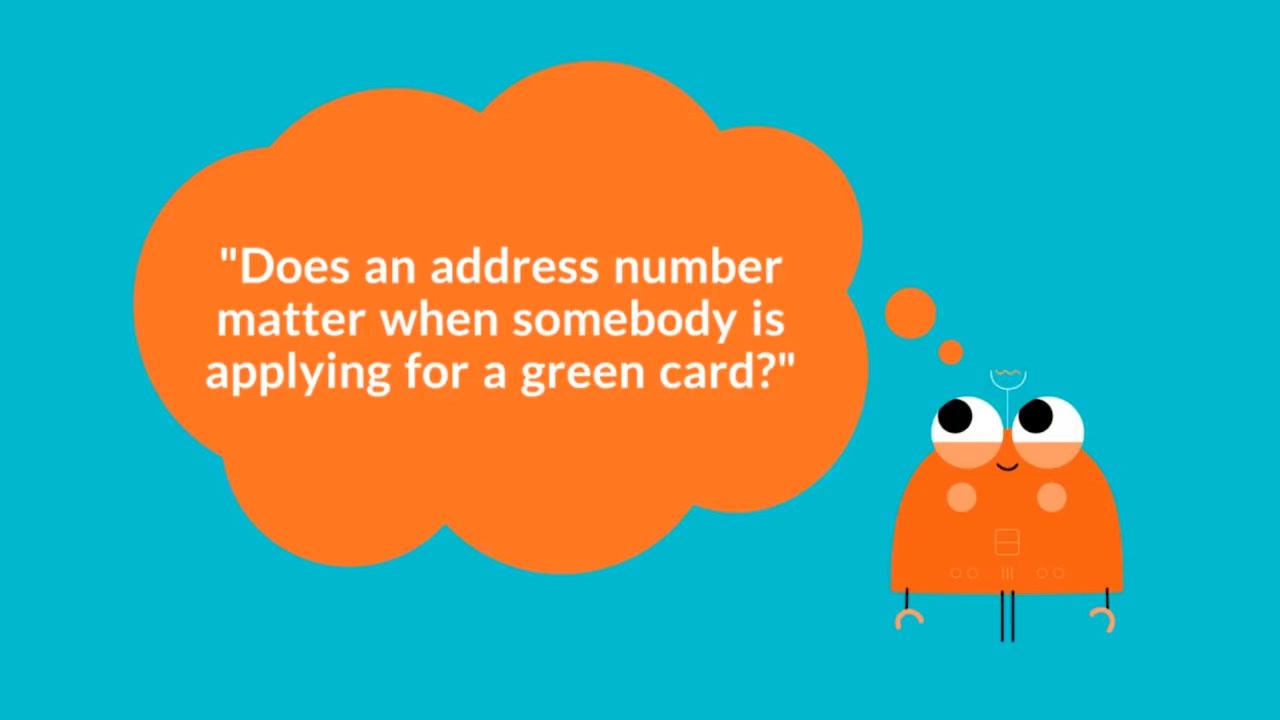 "Does an address number
matter when somebody is
applying for a green card?"